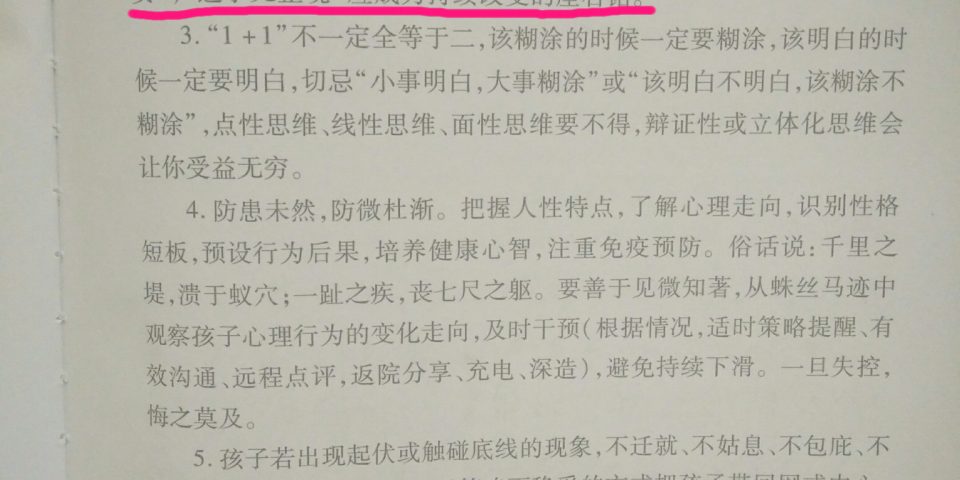 应成为持续改变的座右铭。
3.“1+1”不一定全等于二,该糊涂的时候一定要糊涂,该明白的时
候一定要明白,切忌“小事明白,大事糊涂”或“该明白不明白,该糊涂不
糊涂”,点性思维、线性思维、面性思维要不得,辩证性或立体化思维会
让你受益无穷。
4.防患未然,防微杜渐。把握人性特点,了解心理走向,识别性格
短板,预设行为后果,培养健康心智,注重免疫预防。俗话说:千里之
堤,溃于蚁穴;一趾之疾,丧七尺之躯。要善于见微知著,从蛛丝马迹中
观察孩子心理行为的变化走向,及时干预(根据情况,适时策略提醒、有
效沟通、远程点评,返院分享、充电、深造),避免持续下滑。一旦失控,
悔之莫及。
5.孩子若出现起伏或触碰底线的现象,不迁就、不姑息、不包庇、不